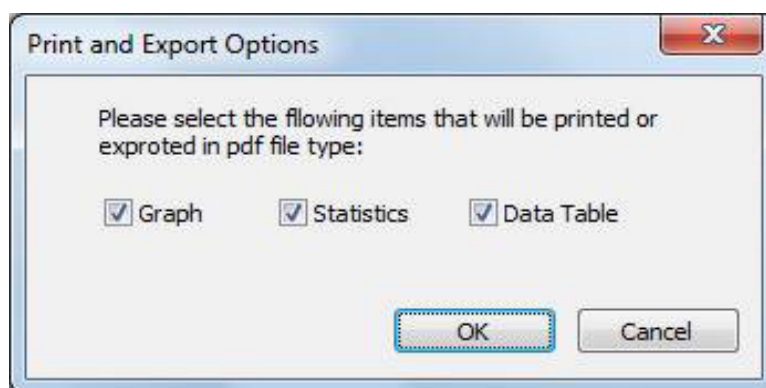 Print and Export Options
Please select the fllowing items that will be printed or
exproted in pdf file type:
Graph Statistics Data Table
OK Cancel